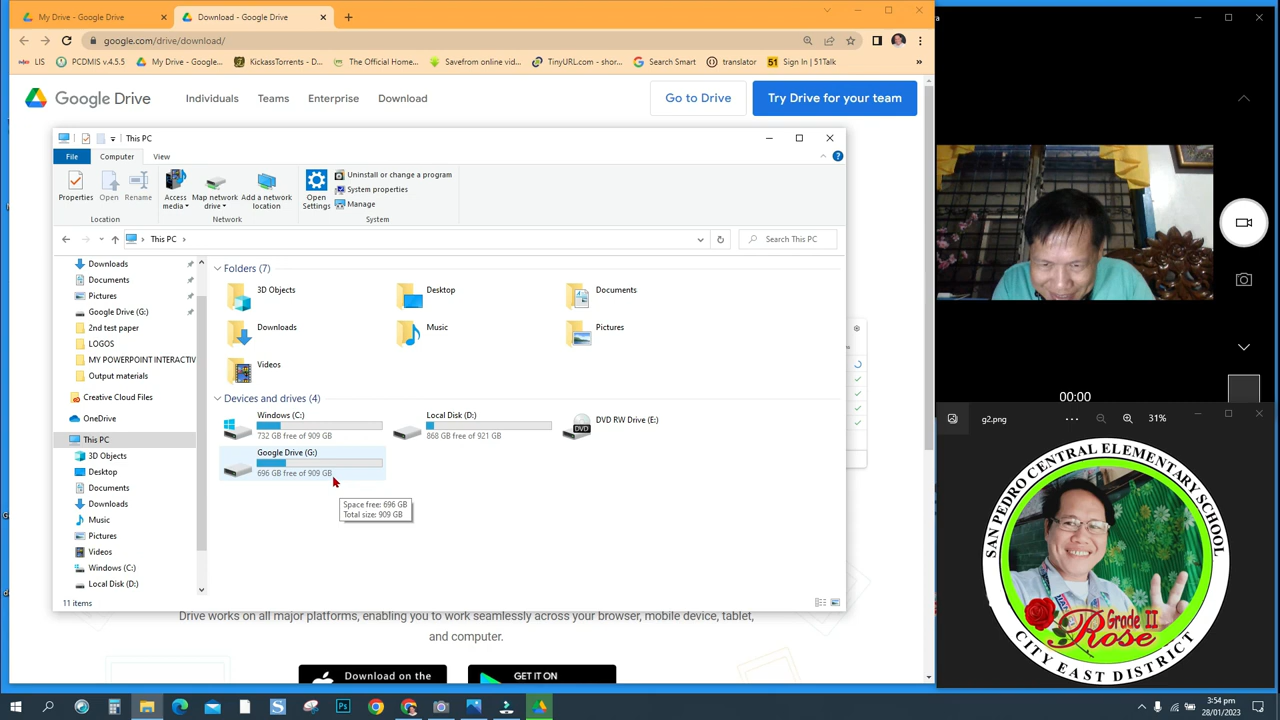 My Drive - Google Drive
Download - Google Drive
google.com/drive/download/
LIS
PCDMIS v.4.5.5
My Drive - Google...
KickassTorrents - D...
The Official Home...
Savefrom online vid...
TinyURL.com - shor...
Search Smart
translator
51 Sign In | 51Talk
Google Drive
Individuals
Teams
Enterprise
Download
Go to Drive
Try Drive for your team
This PC
File
Computer
View
Properties
Open
Rename
Access media
Map network drive
Add a network location
Open Settings
Uninstall or change a program
System properties
Manage
Location
Network
System
This PC
Search This PC
Downloads
Documents
Pictures
Google Drive (G:)
2nd test paper
LOGOS
MY POWERPOINT INTERACTIV
Output materials
Creative Cloud Files
OneDrive
This PC
3D Objects
Desktop
Documents
Downloads
Music
Pictures
Videos
Windows (C:)
Local Disk (D:)
Folders (7)
3D Objects
Desktop
Documents
Downloads
Music
Pictures
Videos
Devices and drives (4)
Windows (C:)
732 GB free of 909 GB
Local Disk (D:)
868 GB free of 921 GB
DVD RW Drive (E:)
DVD
Google Drive (G:)
696 GB free of 909 GB
Space free: 696 GB
Total size: 909 GB
11 items
Drive works on all major platforms, enabling you to work seamlessly across your browser, mobile device, tablet,
and computer.
Download on the
GET IT ON
00:00
g2.png
31%
SAN PEDRO CENTRAL ELEMENTARY SCHOOL
Grade II
Rose
CITY EAST DISTRICT
3:54 pm
28/01/2023